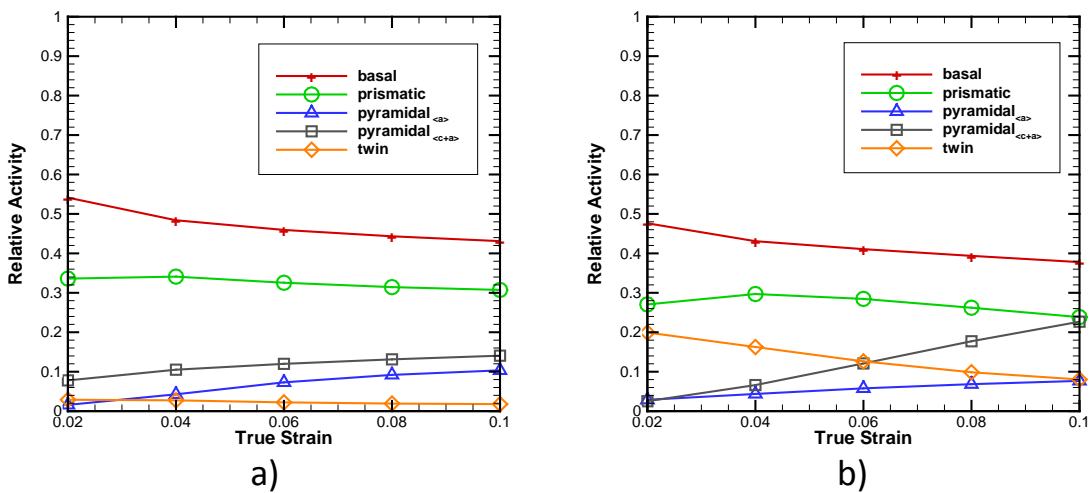 1
0.9
0.8
0.7
0.6
0.5
0.4
0.3
0.2
0.1
0
Relative Activity
basal
prismatic
pyramidal<a>
pyramidal<c+a>
twin
0.02 0.04 0.06 0.08 0.1
True Strain
a)
1
0.9
0.8
0.7
0.6
0.5
0.4
0.3
0.2
0.1
0
Relative Activity
basal
prismatic
pyramidal<a>
pyramidal<c+a>
twin
0.02 0.04 0.06 0.08 0.1
True Strain
b)